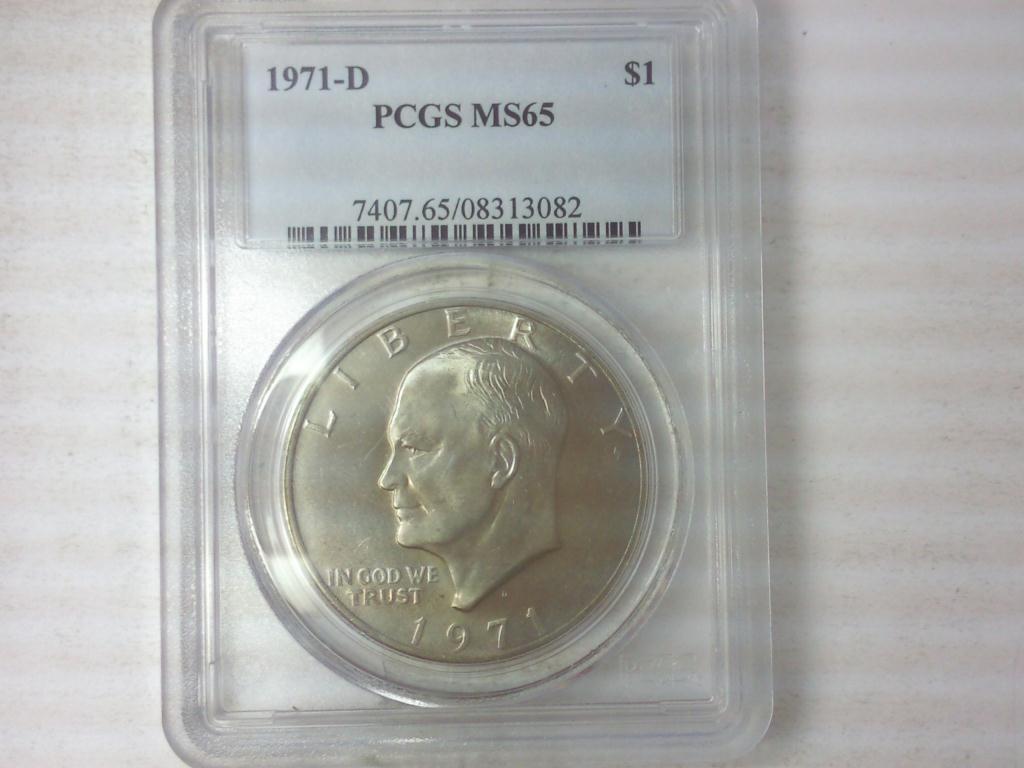 1971-D $1
PCGS MS65
7407.65/08313082
LIBERTY
IN GOD WE
TRUST
D
1971